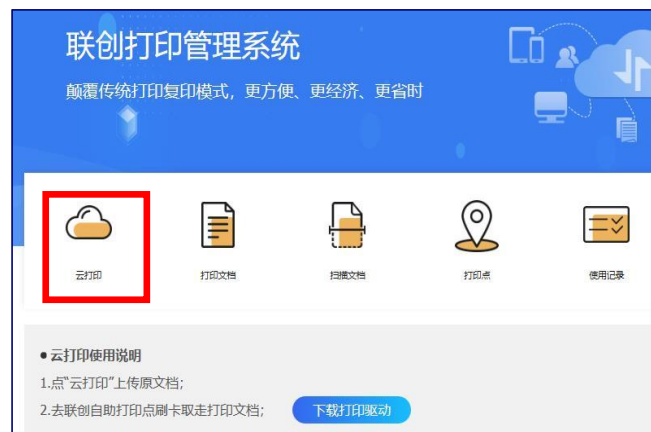 联创打印管理系统
颠覆传统打印复印模式，更方便、更经济、更省时
云打印 打印文档 扫描文档 打印点 使用记录
●云打印使用说明
1.点“云打印”上传原文档;
2.去联创自助打印点刷卡取走打印文档; 下载打印驱动